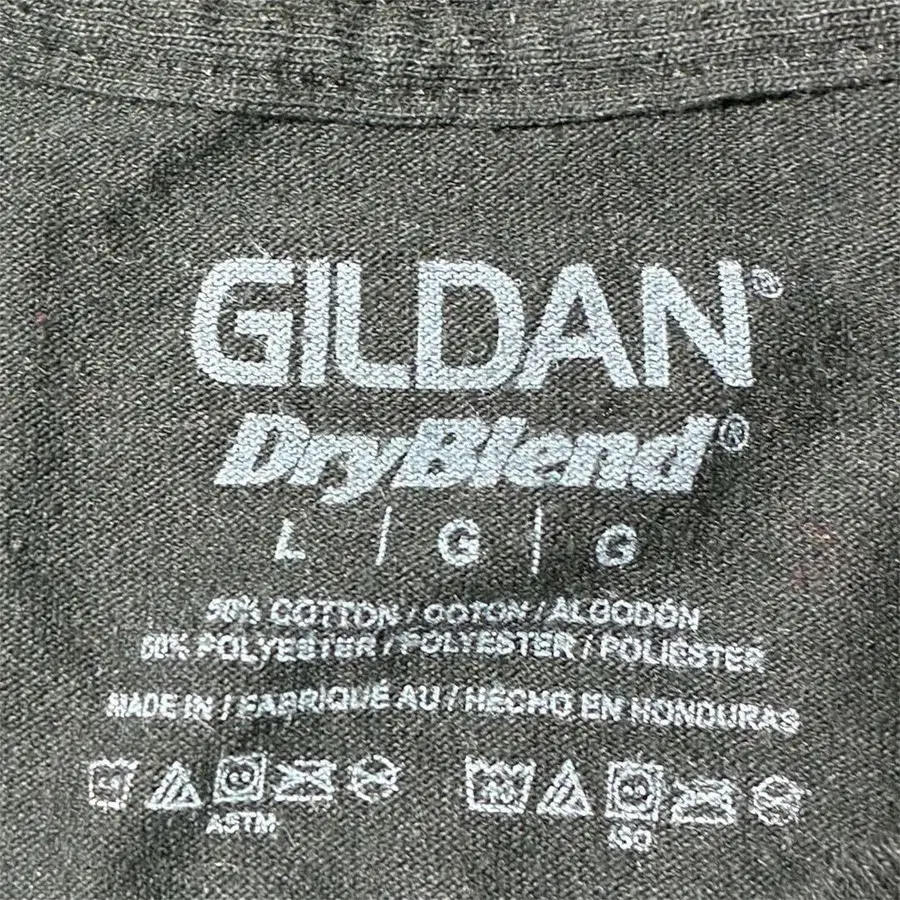 GILDAN®
DryBlend®
L / G / G
50% COTTON / COTON / ALGODÓN
50% POLYESTER / POLYESTER / POLIÉSTER
MADE IN / FABRIQUÉ AU / HECHO EN HONDURAS
ASTM ISO